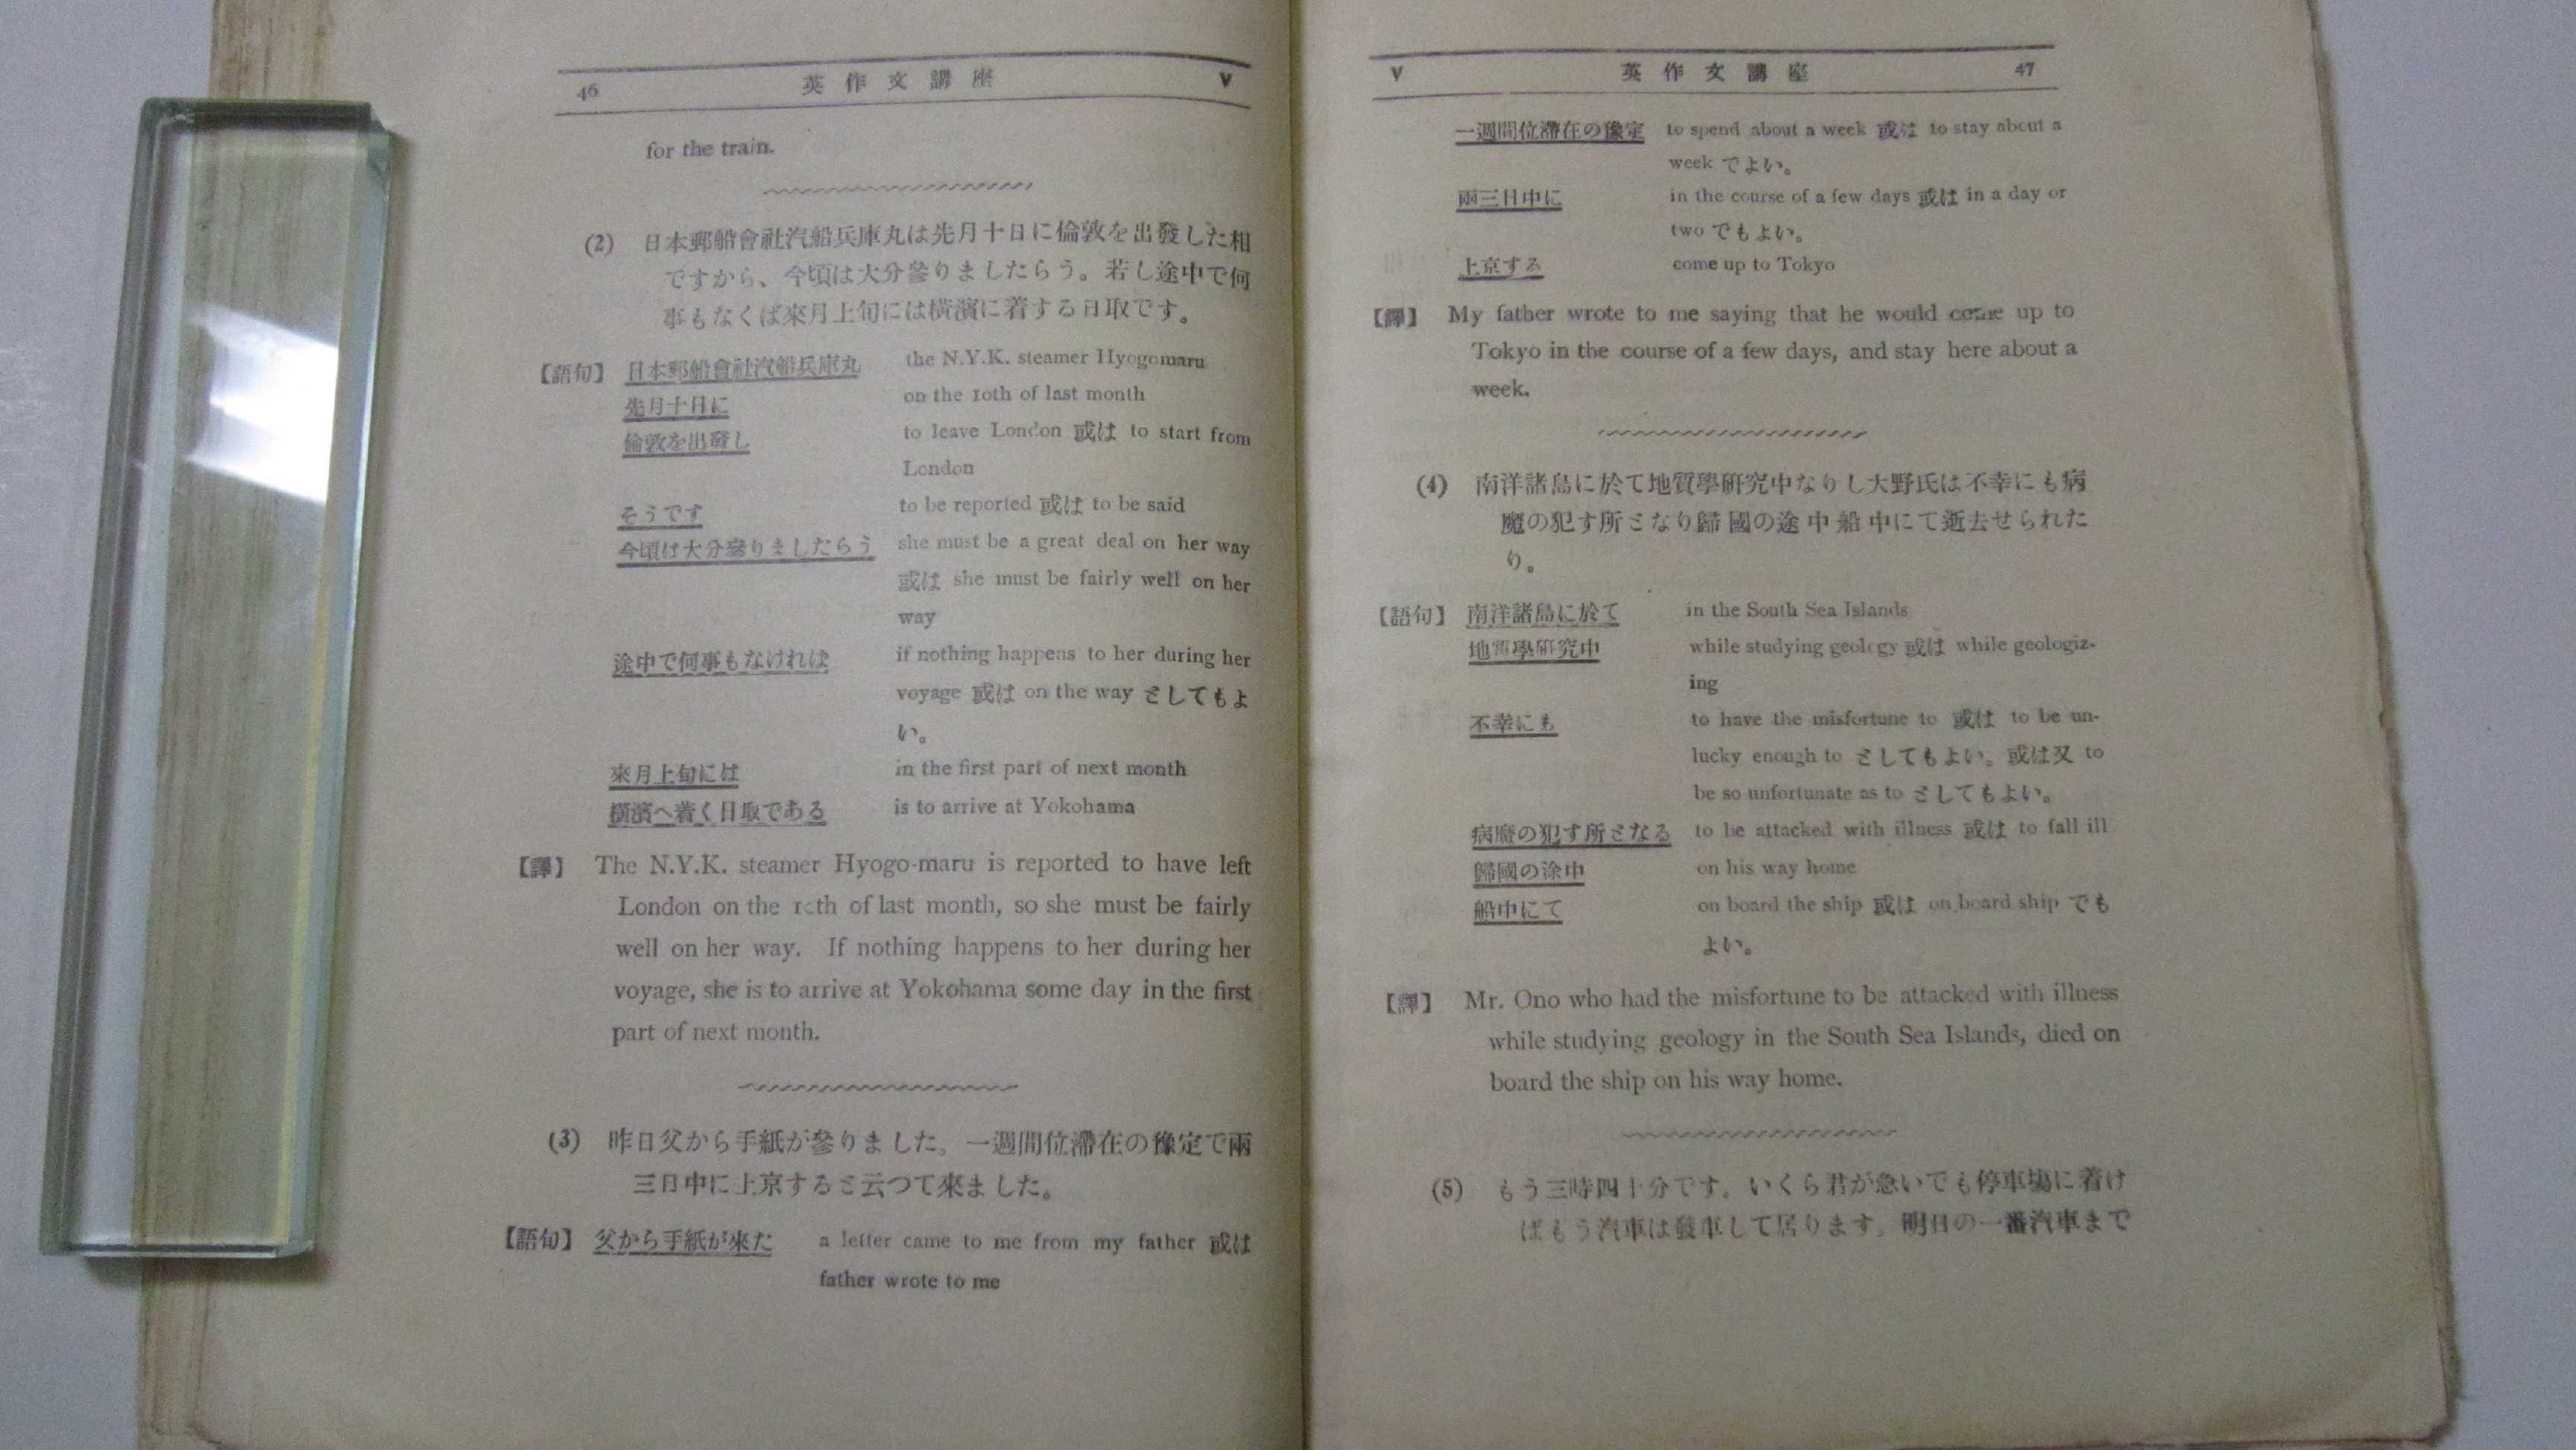 46 英作文講座 V
for the train.
(2) 日本郵船會社汽船兵庫丸は先月十日に倫敦を出發した相
ですから、今頃は大分參りましたらう。若し途中で何
事もなくば來月上旬には横濱に着する日取です。
【語句】 日本郵船會社汽船兵庫丸 the N.Y.K. steamer Hyogomaru
先月十日に on the 10th of last month
倫敦を出發し to leave London 或は to start from
London
そうです to be reported 或は to be said
今頃は大分參りましたらう she must be a great deal on her way
或は she must be fairly well on her
way
途中で何事もなければ if nothing happens to her during her
voyage 或は on the way としてもよ
い。
來月上旬には in the first part of next month
横濱へ着く日取である is to arrive at Yokohama
【譯】 The N.Y.K. steamer Hyogo-maru is reported to have left
London on the 10th of last month, so she must be fairly
well on her way. If nothing happens to her during her
voyage, she is to arrive at Yokohama some day in the first
part of next month.
(3) 昨日父から手紙が參りました。一週間位滯在の豫定で兩
三日中に上京すると云つて來ました。
【語句】 父から手紙が來た a letter came to me from my father 或は
father wrote to me
V 英作文講座 47
一週間位滯在の豫定 to spend about a week 或は to stay about a
week でよい。
兩三日中に in the course of a few days 或は in a day or
two でもよい。
上京する come up to Tokyo
【譯】 My father wrote to me saying that he would come up to
Tokyo in the course of a few days, and stay here about a
week.
(4) 南洋諸島に於て地質學硏究中なりし大野氏は不幸にも病
魔の犯す所となり歸國の途中船中にて逝去せられた
り。
【語句】 南洋諸島に於て in the South Sea Islands
地質學硏究中 while studying geology 或は while geologiz-
ing
不幸にも to have the misfortune to 或は to be un-
lucky enough to としてもよい。或は又 to
be so unfortunate as to としてもよい。
病魔の犯す所となる to be attacked with illness 或は to fall ill
歸國の途中 on his way home
船中にて on board the ship 或は on board ship でも
よい。
【譯】 Mr. Ono who had the misfortune to be attacked with illness
while studying geology in the South Sea Islands, died on
board the ship on his way home.
(5) もう三時四十分です。いくら君が急いでも停車場に着け
ばもう汽車は發車して居ります。明日の一番汽車まで